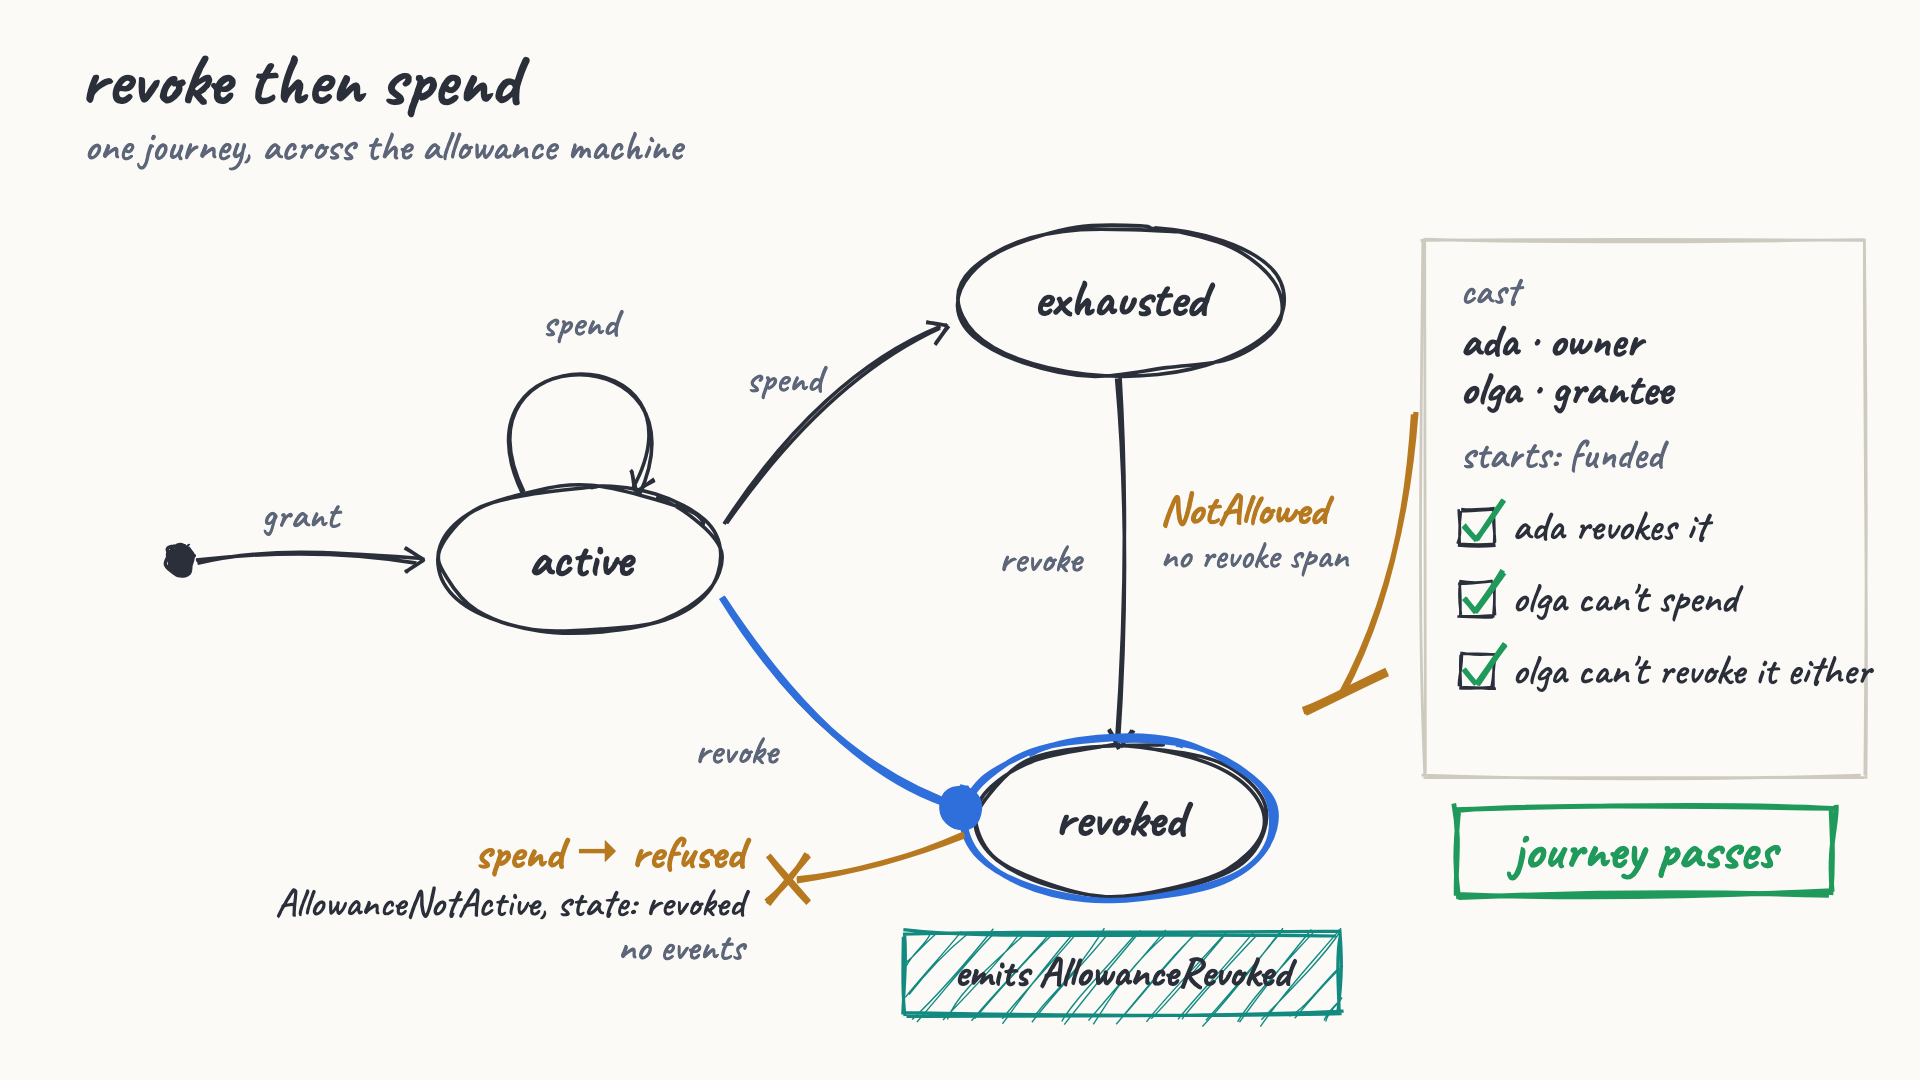 revoke then spend
one journey, across the allowance machine
spend
spend
grant
active
exhausted
revoke
NotAllowed
no revoke span
revoke
revoked
spend → refused
AllowanceNotActive, state: revoked
no events
emits AllowanceRevoked
cast
ada · owner
olga · grantee
starts: funded
ada revokes it
olga can't spend
olga can't revoke it either
journey passes